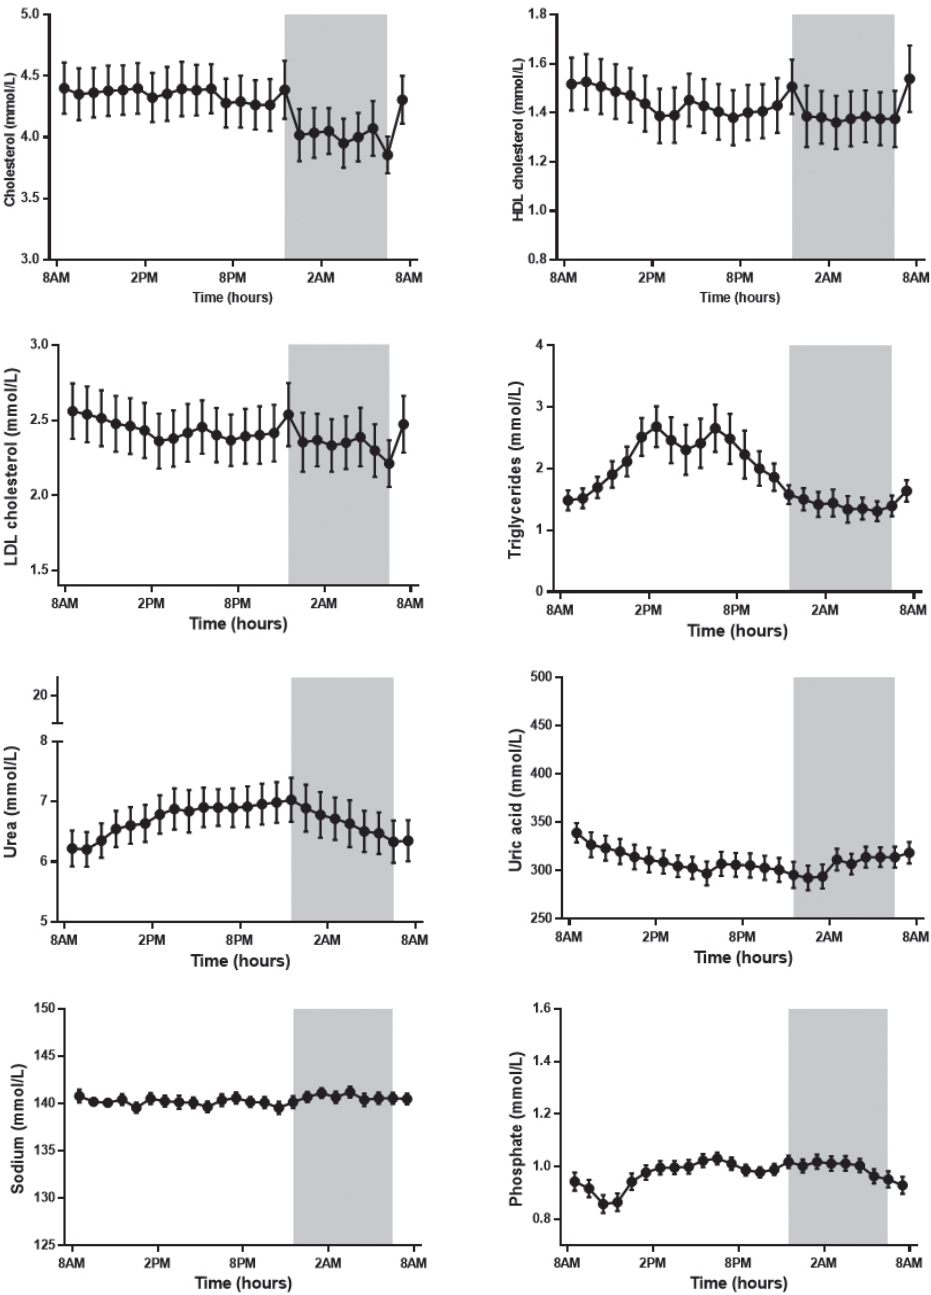 Cholesterol (mmol/L)
5.0
4.5
4.0
3.5
3.0
8AM 2PM 8PM 2AM 8AM
Time (hours)
HDL cholesterol (mmol/L)
1.8
1.6
1.4
1.2
1.0
0.8
8AM 2PM 8PM 2AM 8AM
Time (hours)
LDL cholesterol (mmol/L)
3.0
2.5
2.0
1.5
8AM 2PM 8PM 2AM 8AM
Time (hours)
Triglycerides (mmol/L)
4
3
2
1
0
8AM 2PM 8PM 2AM 8AM
Time (hours)
Urea (mmol/L)
20
8
7
6
5
8AM 2PM 8PM 2AM 8AM
Time (hours)
Uric acid (mmol/L)
500
450
400
350
300
250
8AM 2PM 8PM 2AM 8AM
Time (hours)
Sodium (mmol/L)
150
145
140
135
130
125
8AM 2PM 8PM 2AM 8AM
Time (hours)
Phosphate (mmol/L)
1.6
1.4
1.2
1.0
0.8
8AM 2PM 8PM 2AM 8AM
Time (hours)